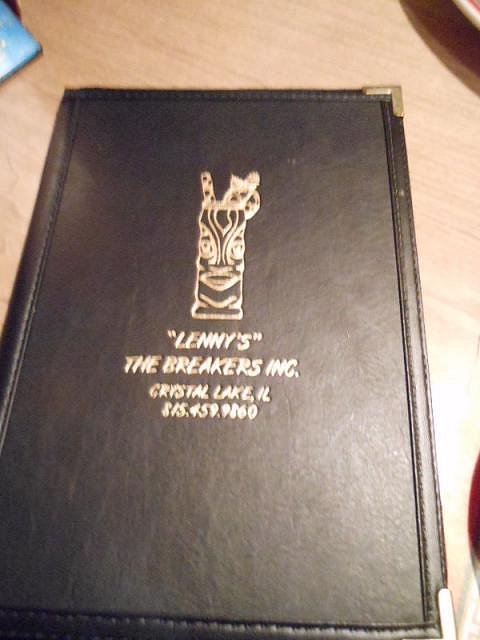 "LENNY'S"
THE BREAKERS INC.
CRYSTAL LAKE, IL
815.459.9860